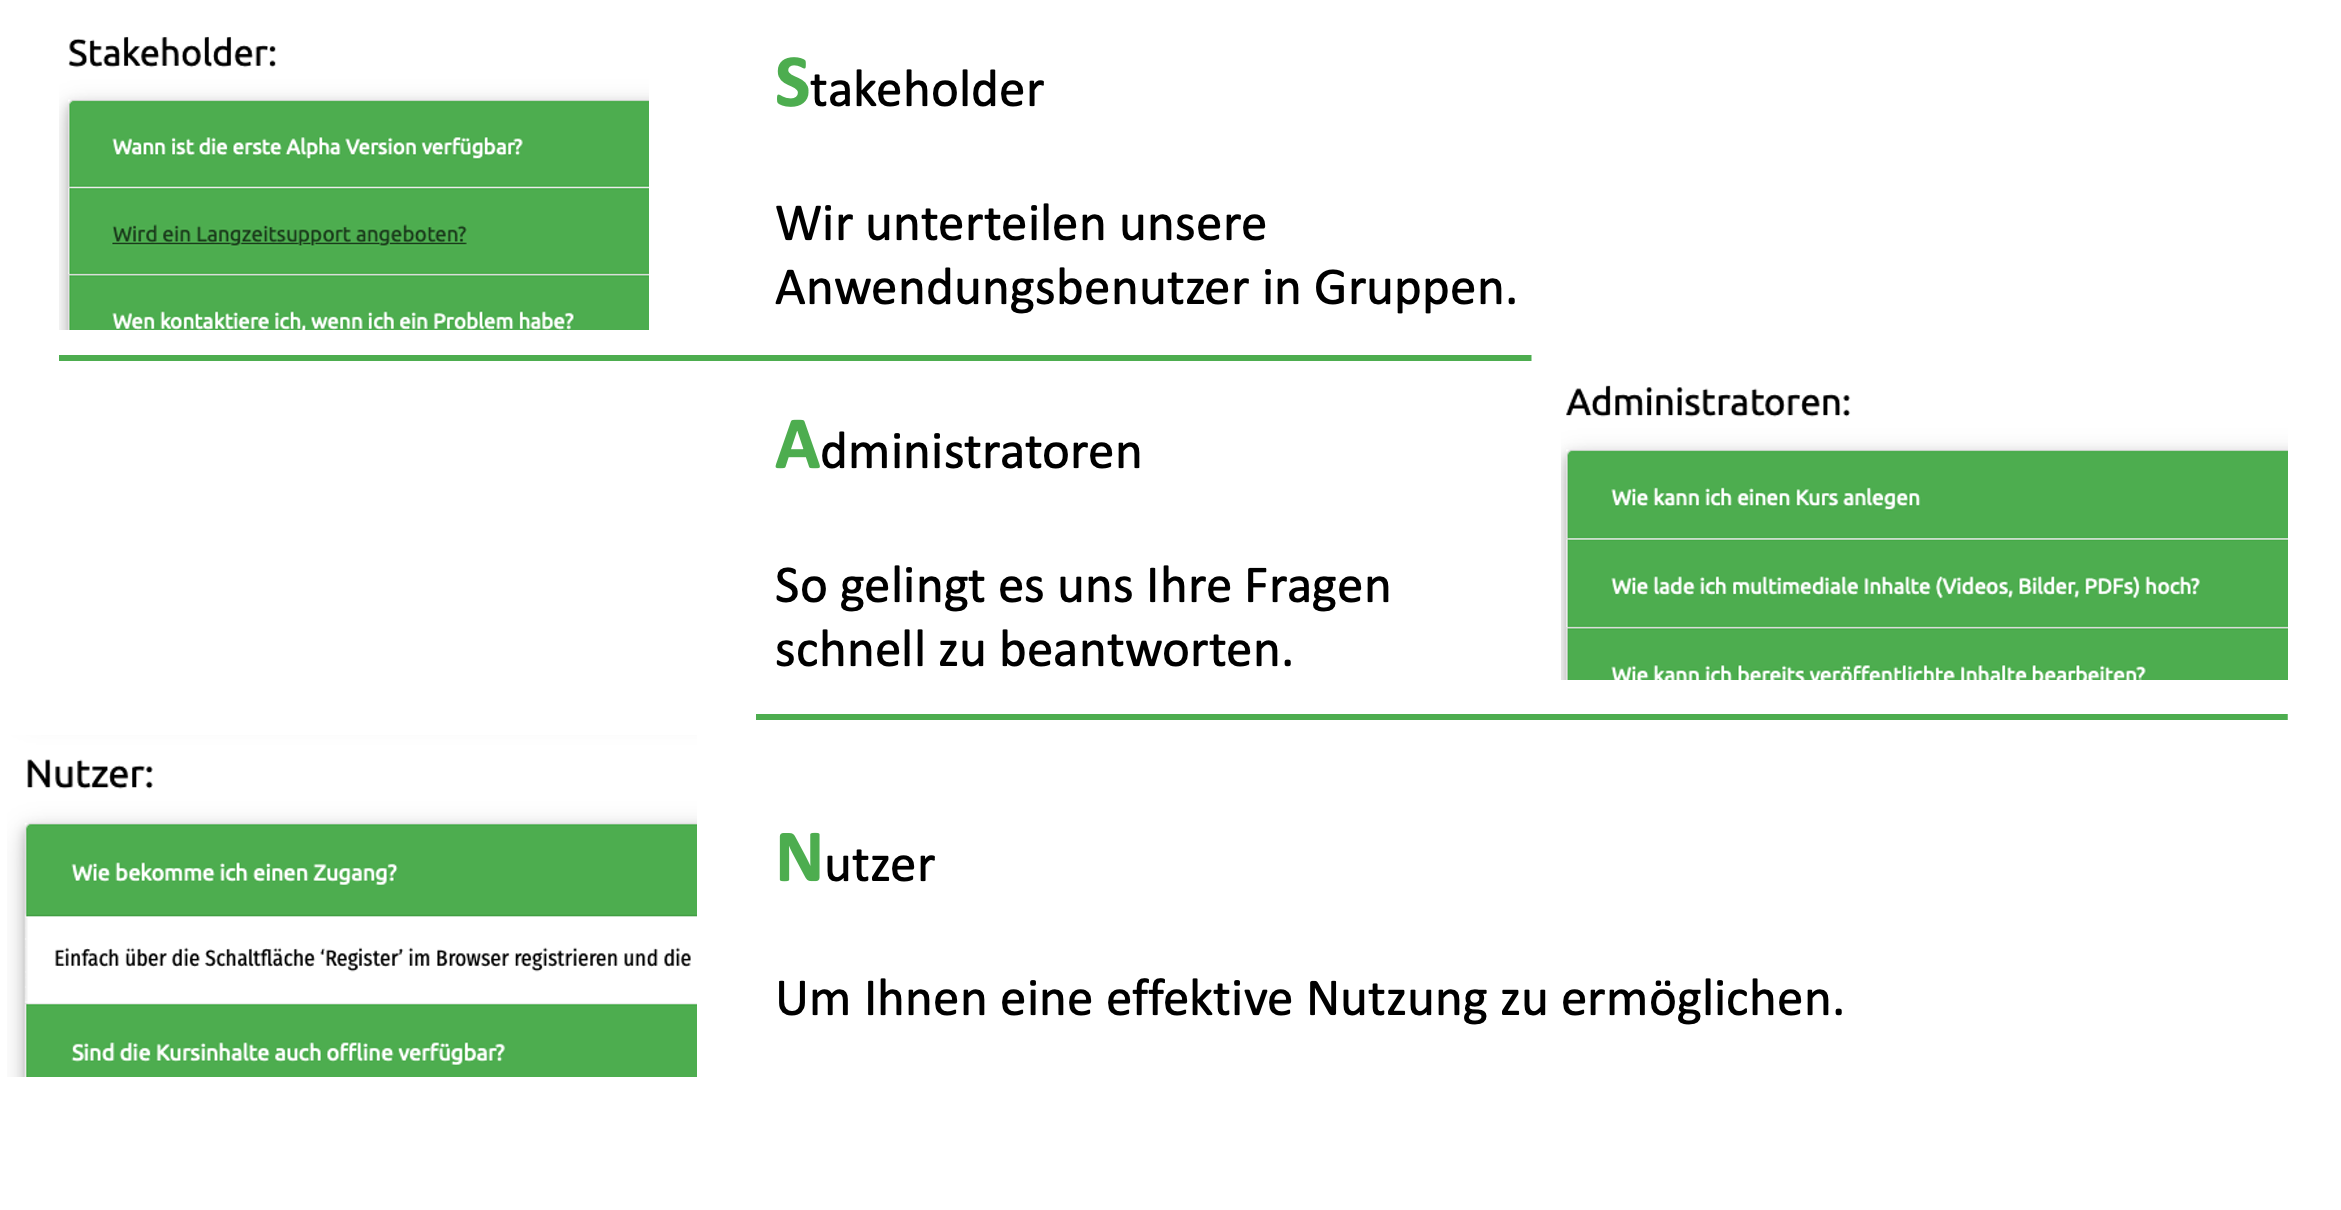 Stakeholder:
Wann ist die erste Alpha Version verfügbar?
Wird ein Langzeitsupport angeboten?
Wen kontaktiere ich, wenn ich ein Problem habe?
Stakeholder
Wir unterteilen unsere
Anwendungsbenutzer in Gruppen.
Administratoren
So gelingt es uns Ihre Fragen
schnell zu beantworten.
Administratoren:
Wie kann ich einen Kurs anlegen
Wie lade ich multimediale Inhalte (Videos, Bilder, PDFs) hoch?
Wie kann ich bereits veröffentlichte Inhalte bearbeiten?
Nutzer:
Wie bekomme ich einen Zugang?
Einfach über die Schaltfläche ‘Register’ im Browser registrieren und die
Sind die Kursinhalte auch offline verfügbar?
Nutzer
Um Ihnen eine effektive Nutzung zu ermöglichen.